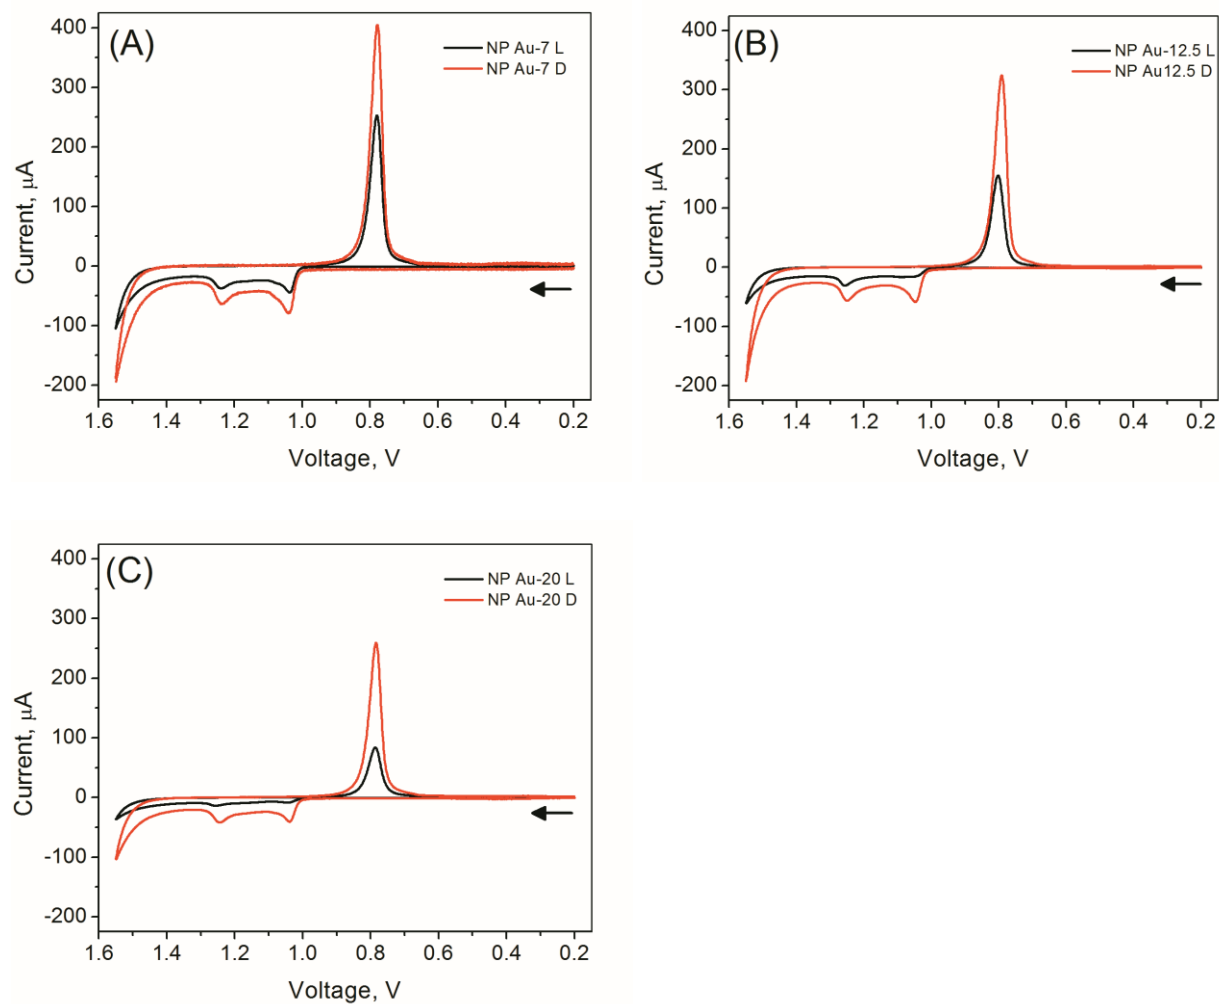 (A)
NP Au-7 L
NP Au-7 D
400
300
200
100
0
-100
-200
Current, µA
1.6 1.4 1.2 1.0 0.8 0.6 0.4 0.2
Voltage, V
(B)
NP Au-12.5 L
NP Au12.5 D
400
300
200
100
0
-100
-200
Current, µA
1.6 1.4 1.2 1.0 0.8 0.6 0.4 0.2
Voltage, V
(C)
NP Au-20 L
NP Au-20 D
400
300
200
100
0
-100
-200
Current, µA
1.6 1.4 1.2 1.0 0.8 0.6 0.4 0.2
Voltage, V